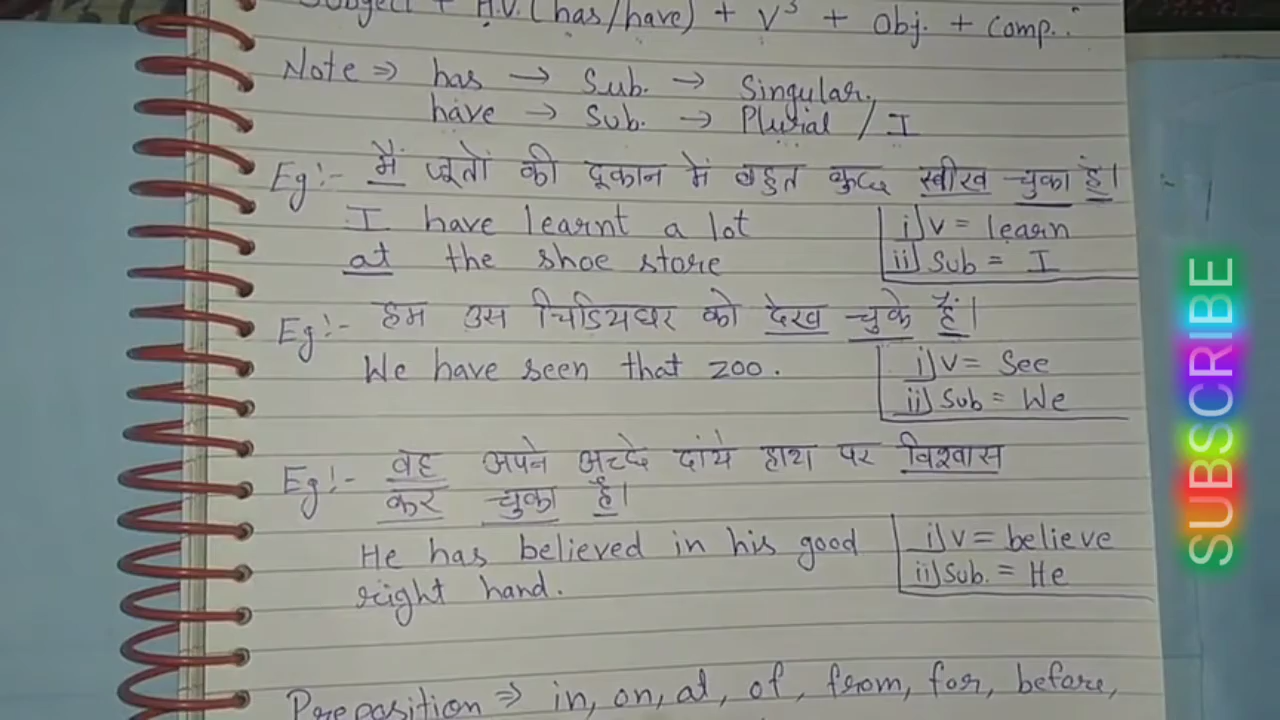 Subject + H.V. (has/have) + V³ + Obj. + Comp.
Note ⇒ has → Sub. → Singular.
have → Sub. → Plurial / I
Eg:- मैं जूतों की दूकान में बहुत कुछ सीख चुका हूं।
I have learnt a lot
at the shoe store
i) V = learn
ii) Sub = I
Eg:- हम उस चिडियघर को देख चुके हैं।
We have seen that zoo.
i) V = See
ii) Sub = We
Eg:- वह अपने अच्छे दांये हाथ पर विश्वास
कर चुका है।
He has believed in his good
right hand.
i) V = believe
ii) Sub. = He
Preposition ⇒ in, on, at, of, from, for, before,
SUBSCRIBE